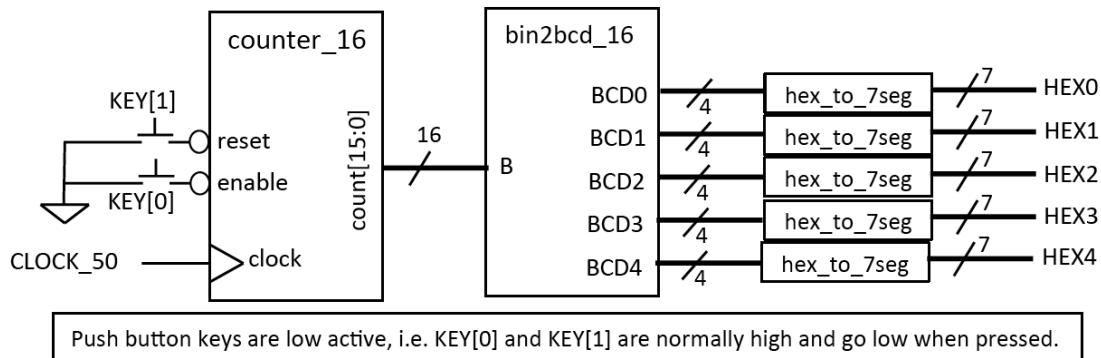 counter_16
bin2bcd_16
KEY[1]
reset
enable
KEY[0]
CLOCK_50
clock
count[15:0]
16
B
BCD0
4
hex_to_7seg
7
HEX0
BCD1
4
hex_to_7seg
7
HEX1
BCD2
4
hex_to_7seg
7
HEX2
BCD3
4
hex_to_7seg
7
HEX3
BCD4
4
hex_to_7seg
7
HEX4
Push button keys are low active, i.e. KEY[0] and KEY[1] are normally high and go low when pressed.